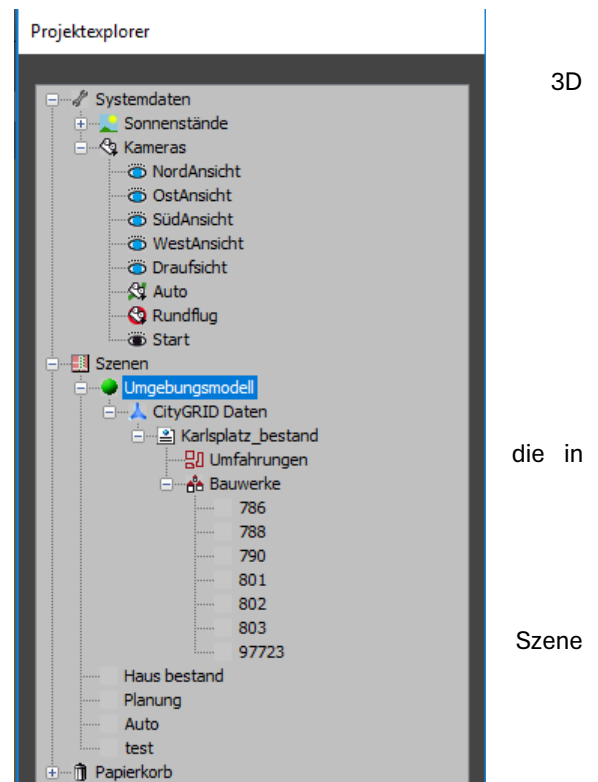 Projektexplorer
3D
Systemdaten
Sonnenstände
Kameras
NordAnsicht
OstAnsicht
SüdAnsicht
WestAnsicht
Draufsicht
Auto
Rundflug
Start
Szenen
Umgebungsmodell
CityGRID Daten
Karlsplatz_bestand
die in
Umfahrungen
Bauwerke
786
788
790
801
802
803
Szene
97723
Haus bestand
Planung
Auto
test
Papierkorb